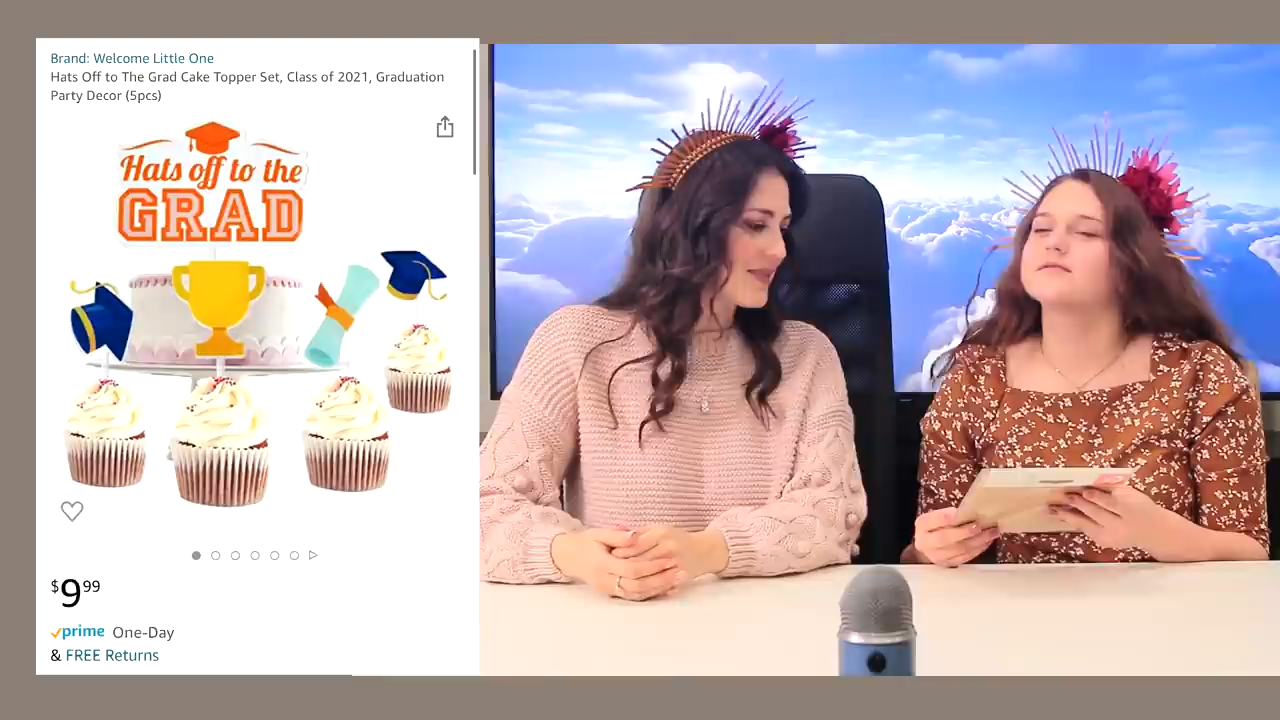 Brand: Welcome Little One
Hats Off to The Grad Cake Topper Set, Class of 2021, Graduation
Party Decor (5pcs)
Hats off to the
GRAD
$9.99
prime One-Day
& FREE Returns